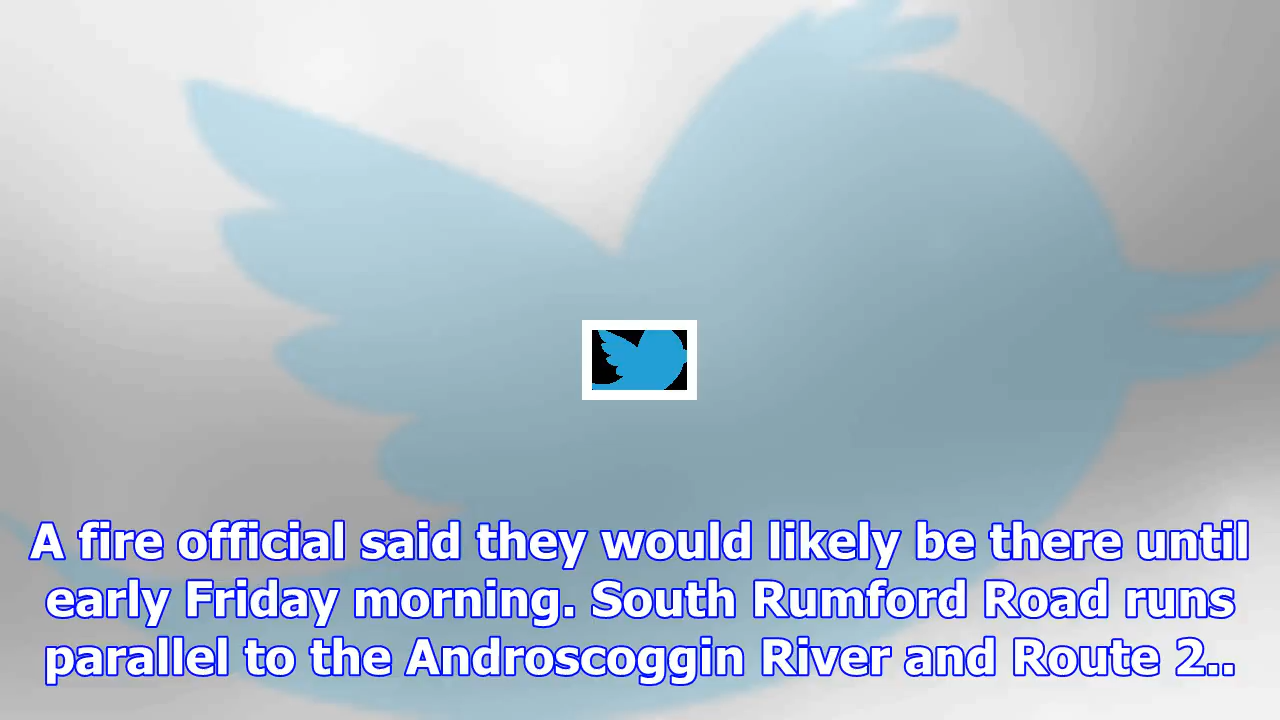 A fire official said they would likely be there until
early Friday morning. South Rumford Road runs
parallel to the Androscoggin River and Route 2..